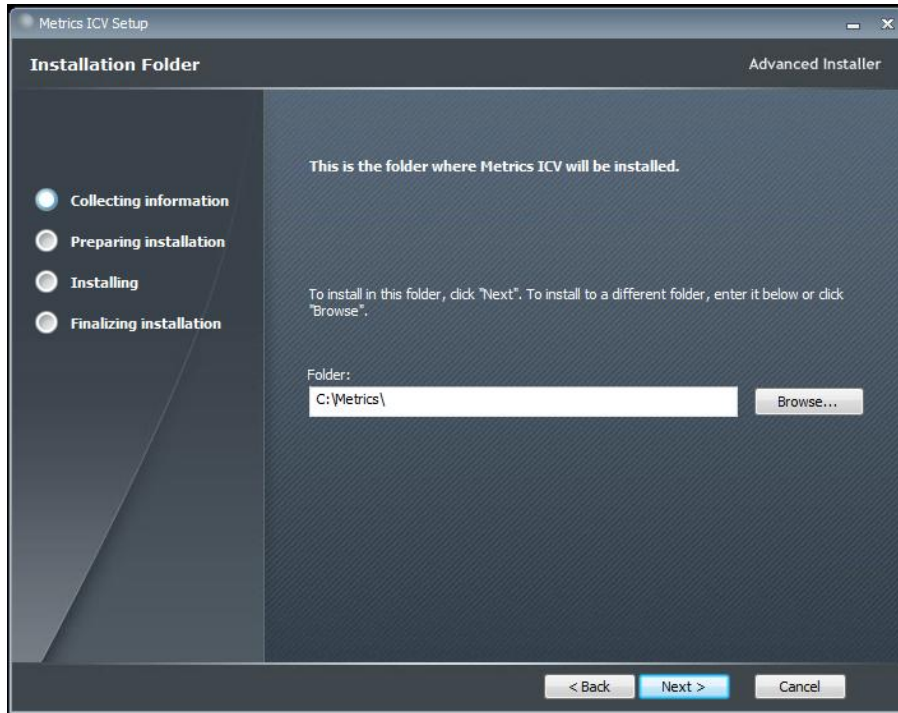 Metrics ICV Setup
Installation Folder
Advanced Installer
This is the folder where Metrics ICV will be installed.
Collecting information
Preparing installation
Installing
Finalizing installation
To install in this folder, click "Next". To install to a different folder, enter it below or click
"Browse".
Folder:
C:\Metrics\
Browse...
< Back
Next >
Cancel